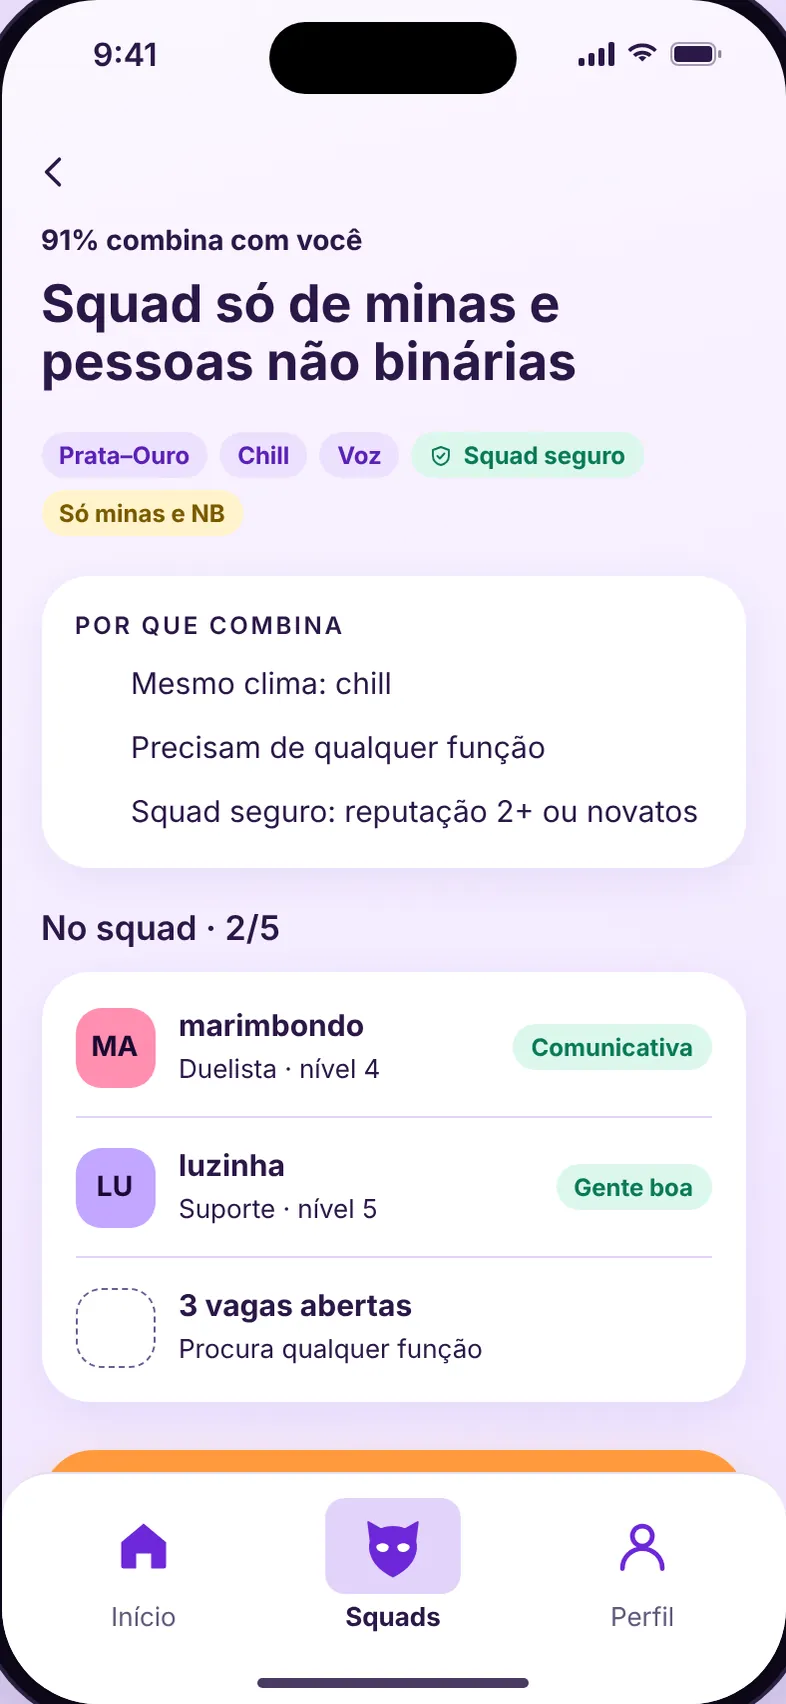 9:41
91% combina com você
Squad só de minas e
pessoas não binárias
Prata–Ouro
Chill
Voz
Squad seguro
Só minas e NB
POR QUE COMBINA
Mesmo clima: chill
Precisam de qualquer função
Squad seguro: reputação 2+ ou novatos
No squad · 2/5
MA
marimbondo
Duelista · nível 4
Comunicativa
LU
luzinha
Suporte · nível 5
Gente boa
3 vagas abertas
Procura qualquer função
Início
Squads
Perfil